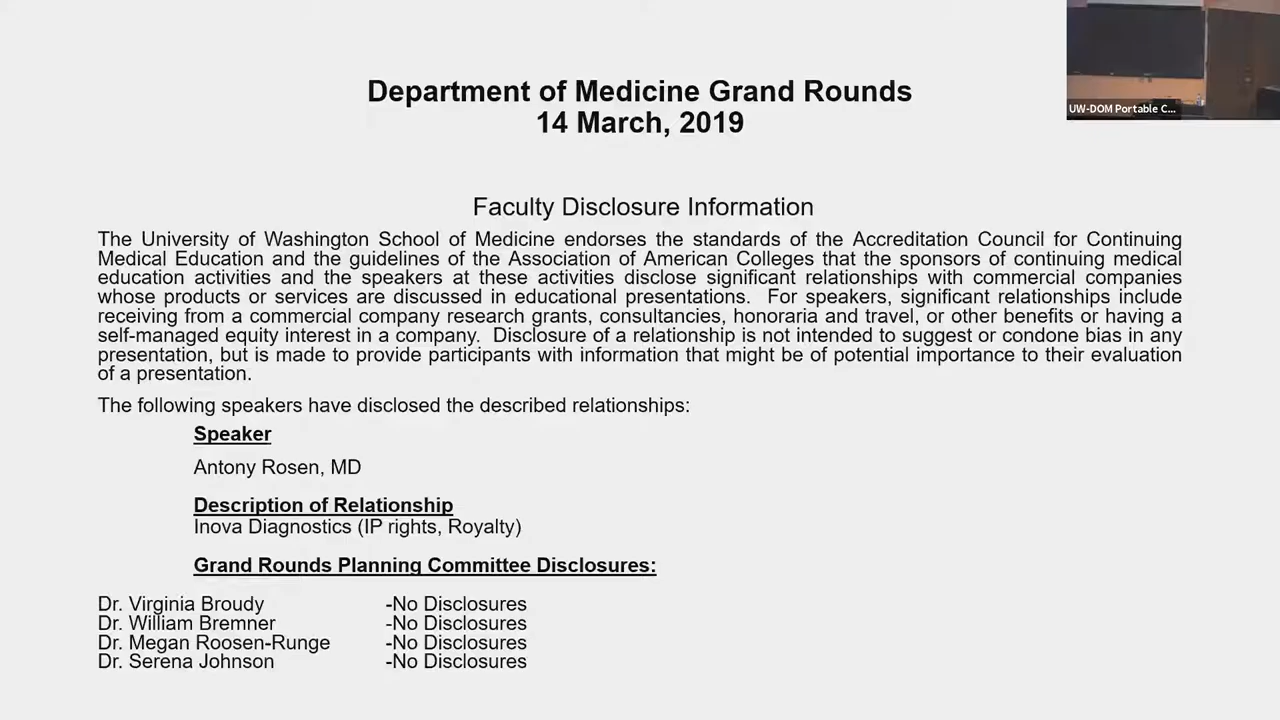 Department of Medicine Grand Rounds
14 March, 2019
UW-DOM Portable C...
Faculty Disclosure Information
The University of Washington School of Medicine endorses the standards of the Accreditation Council for Continuing
Medical Education and the guidelines of the Association of American Colleges that the sponsors of continuing medical
education activities and the speakers at these activities disclose significant relationships with commercial companies
whose products or services are discussed in educational presentations.  For speakers, significant relationships include
receiving from a commercial company research grants, consultancies, honoraria and travel, or other benefits or having a
self-managed equity interest in a company.  Disclosure of a relationship is not intended to suggest or condone bias in any
presentation, but is made to provide participants with information that might be of potential importance to their evaluation
of a presentation.
The following speakers have disclosed the described relationships:
Speaker
Antony Rosen, MD
Description of Relationship
Inova Diagnostics (IP rights, Royalty)
Grand Rounds Planning Committee Disclosures:
Dr. Virginia Broudy -No Disclosures
Dr. William Bremner -No Disclosures
Dr. Megan Roosen-Runge -No Disclosures
Dr. Serena Johnson -No Disclosures